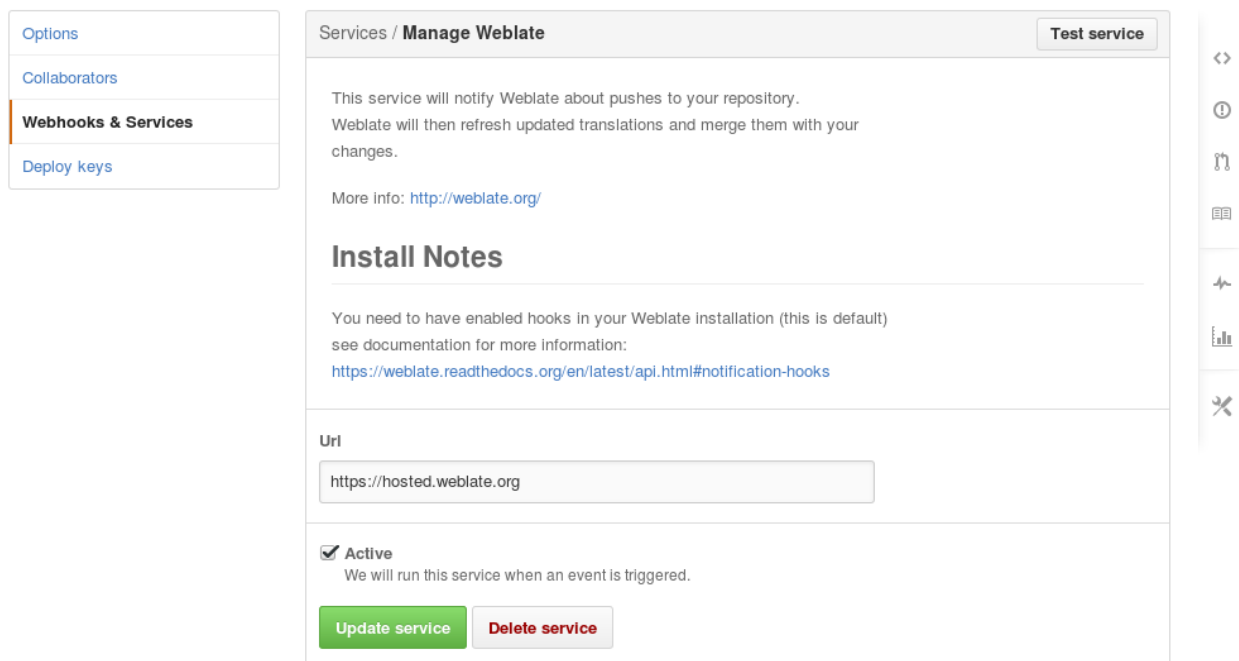 Options
Collaborators
Webhooks & Services
Deploy keys
Services / Manage Weblate
Test service
This service will notify Weblate about pushes to your repository.
Weblate will then refresh updated translations and merge them with your
changes.
More info: http://weblate.org/
Install Notes
You need to have enabled hooks in your Weblate installation (this is default)
see documentation for more information:
https://weblate.readthedocs.org/en/latest/api.html#notification-hooks
Url
https://hosted.weblate.org
Active
We will run this service when an event is triggered.
Update service
Delete service